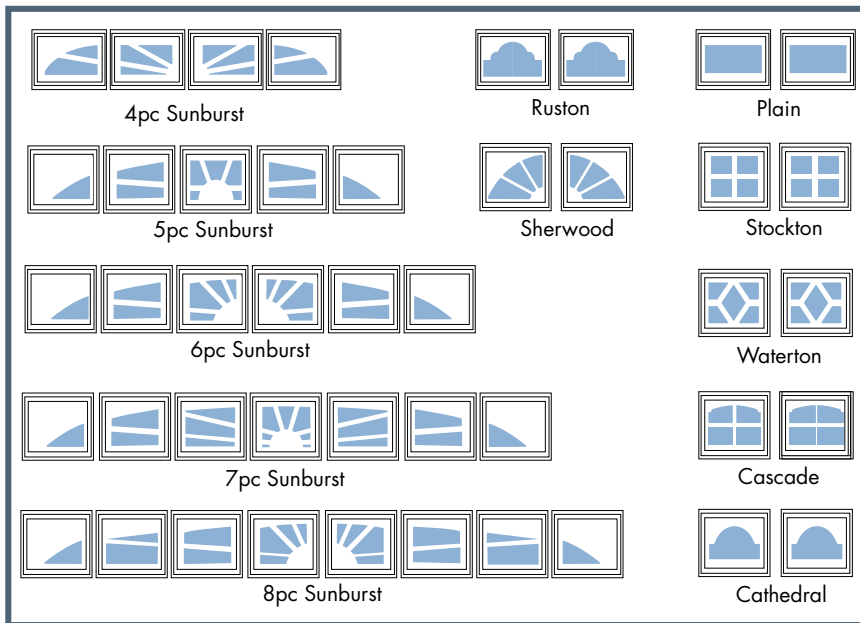 4pc Sunburst
Ruston
Plain
5pc Sunburst
Sherwood
Stockton
6pc Sunburst
Waterton
7pc Sunburst
Cascade
8pc Sunburst
Cathedral